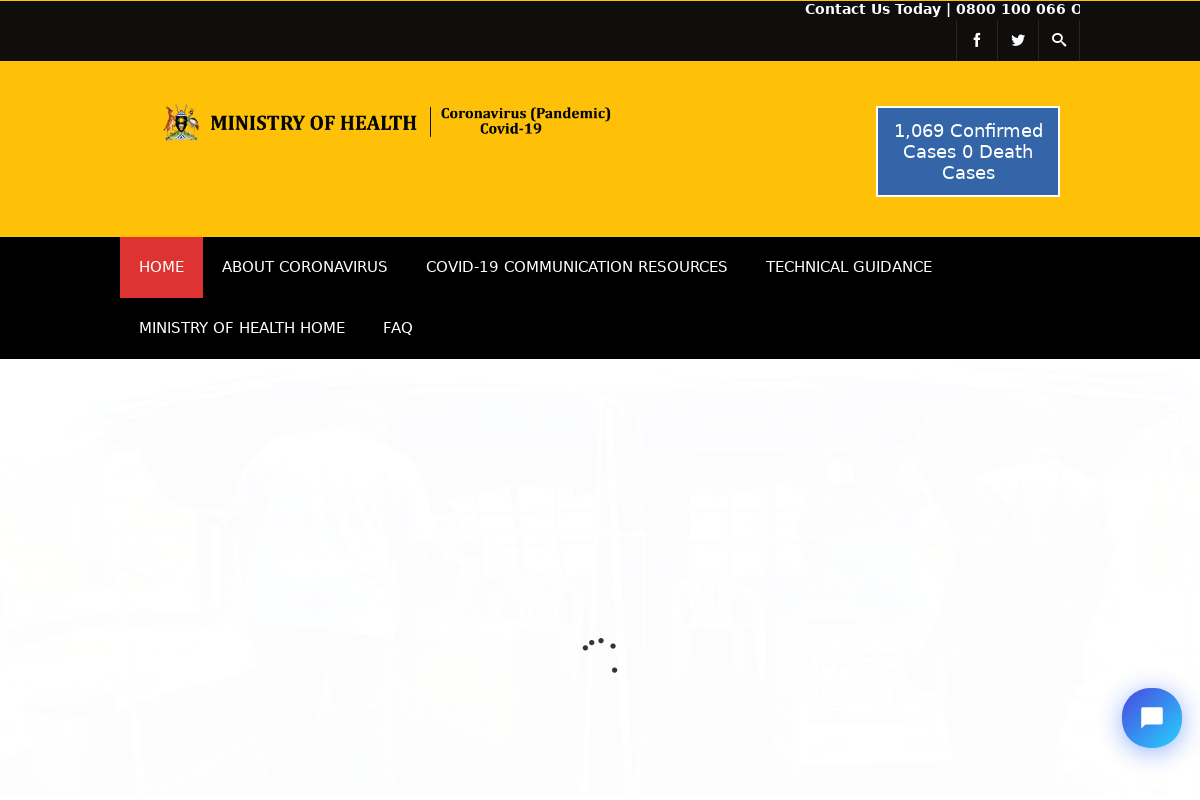 Contact Us Today | 0800 100 066 O
MINISTRY OF HEALTH
Coronavirus (Pandemic)
Covid-19
1,069 Confirmed
Cases 0 Death
Cases
HOME
ABOUT CORONAVIRUS
COVID-19 COMMUNICATION RESOURCES
TECHNICAL GUIDANCE
MINISTRY OF HEALTH HOME
FAQ